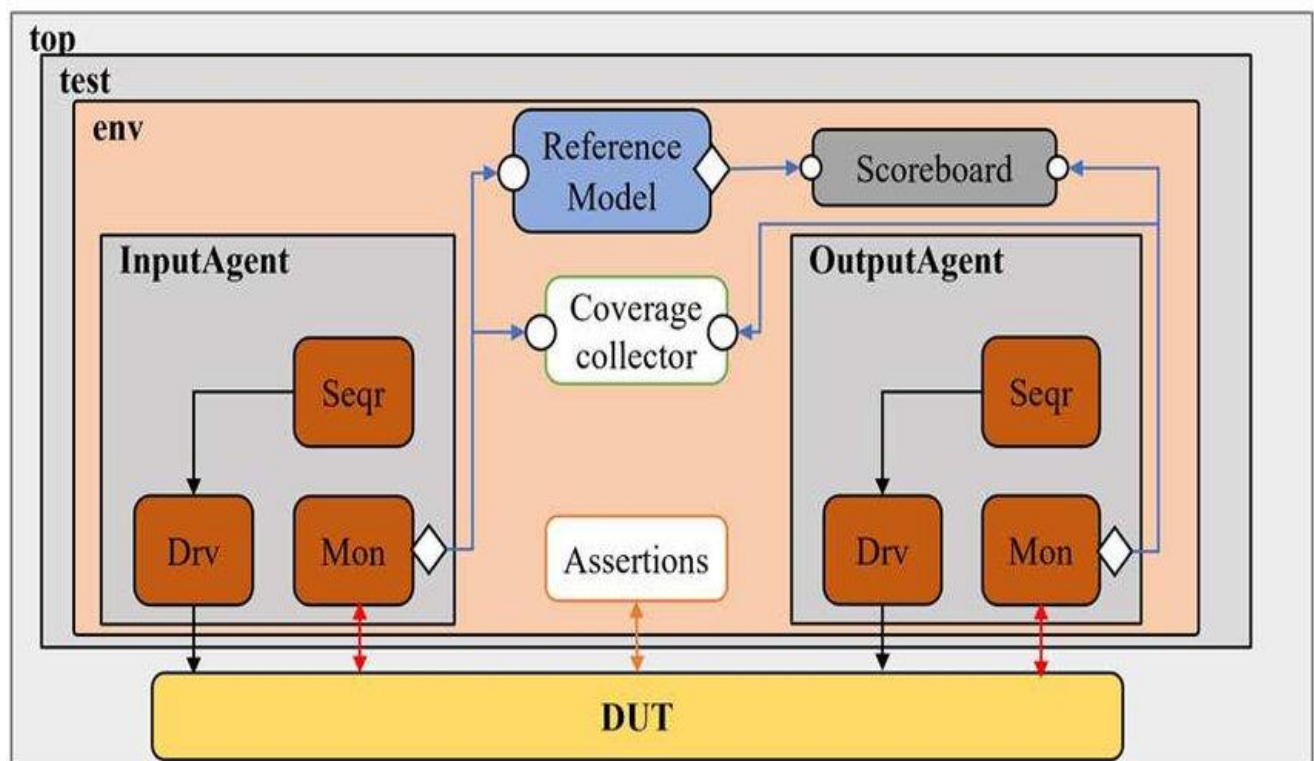 top
test
env
Reference
Model
Scoreboard
InputAgent
OutputAgent
Coverage
collector
Seqr
Seqr
Drv
Mon
Assertions
Drv
Mon
DUT